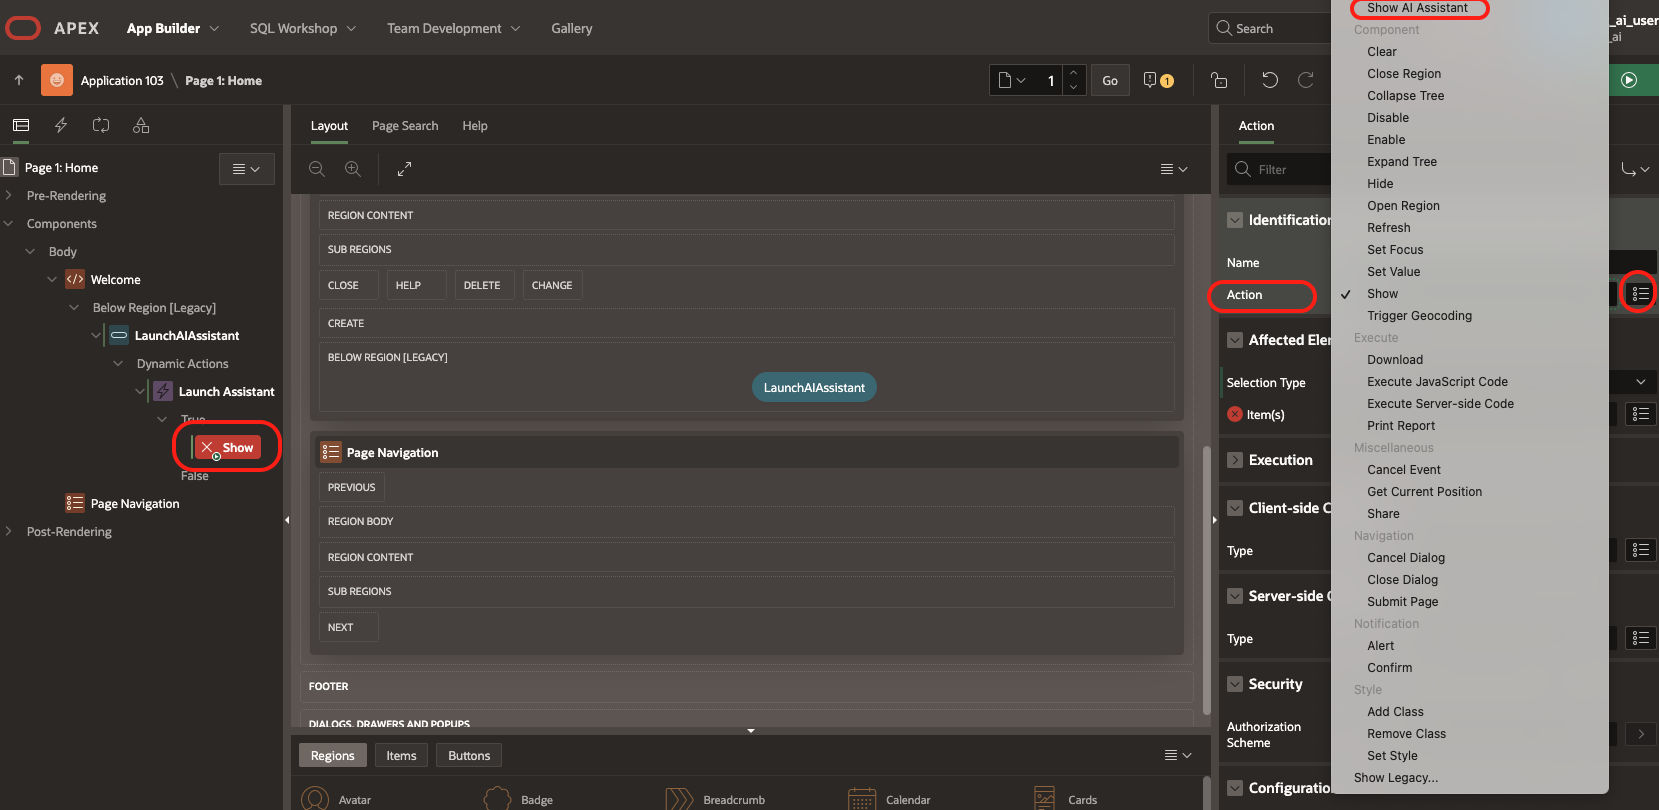 APEX
App Builder
SQL Workshop
Team Development
Gallery
Search
_ai_user
_ai
Application 103 \ Page 1: Home
1
Go
1
Page 1: Home
Pre-Rendering
Components
Body
Welcome
Below Region [Legacy]
LaunchAIAssistant
Dynamic Actions
Launch Assistant
True
Show
False
Page Navigation
Post-Rendering
Layout
Page Search
Help
REGION CONTENT
SUB REGIONS
CLOSE
HELP
DELETE
CHANGE
CREATE
BELOW REGION [LEGACY]
LaunchAIAssistant
Page Navigation
PREVIOUS
REGION BODY
REGION CONTENT
SUB REGIONS
NEXT
FOOTER
DIALOGS, DRAWERS AND POPUPS
Regions
Items
Buttons
Avatar
Badge
Breadcrumb
Calendar
Cards
Action
Filter
Identification
Name
Action
Affected Ele
Selection Type
Item(s)
Execution
Client-side C
Type
Server-side
Type
Security
Authorization
Scheme
Configuratio
Show AI Assistant
Component
Clear
Close Region
Collapse Tree
Disable
Enable
Expand Tree
Hide
Open Region
Refresh
Set Focus
Set Value
✓ Show
Trigger Geocoding
Execute
Download
Execute JavaScript Code
Execute Server-side Code
Print Report
Miscellaneous
Cancel Event
Get Current Position
Share
Navigation
Cancel Dialog
Close Dialog
Submit Page
Notification
Alert
Confirm
Style
Add Class
Remove Class
Set Style
Show Legacy...